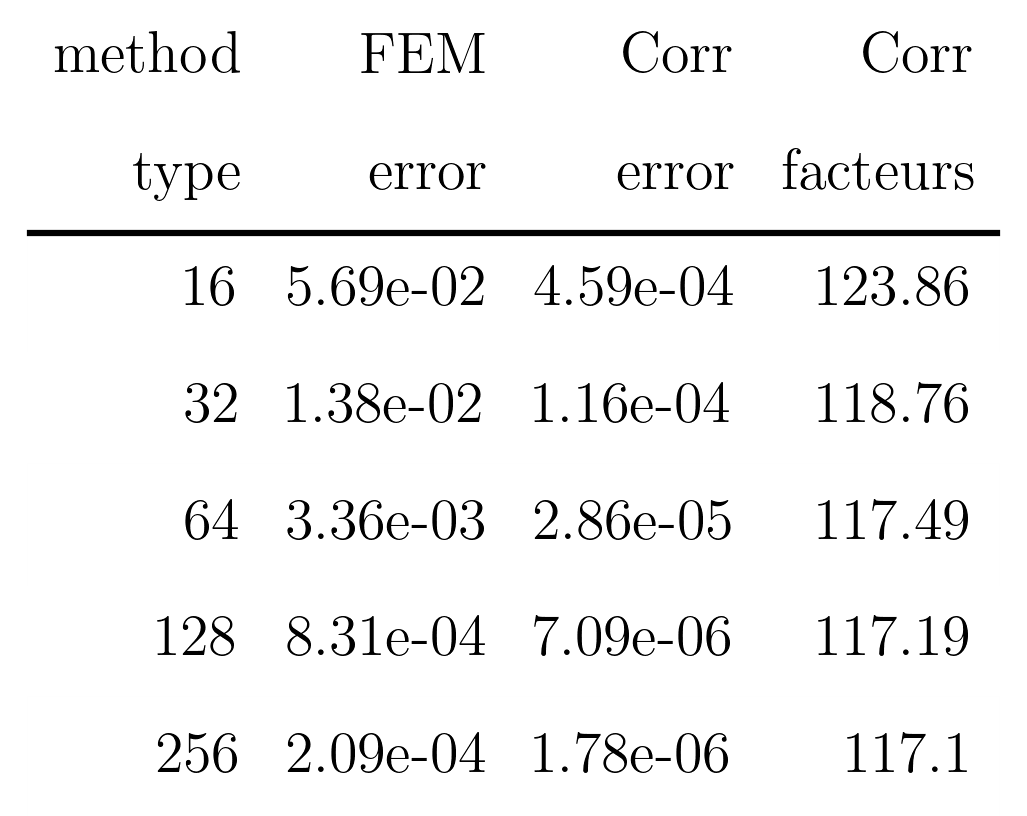 method FEM Corr Corr
type error error facteurs
16 5.69e-02 4.59e-04 123.86
32 1.38e-02 1.16e-04 118.76
64 3.36e-03 2.86e-05 117.49
128 8.31e-04 7.09e-06 117.19
256 2.09e-04 1.78e-06 117.1